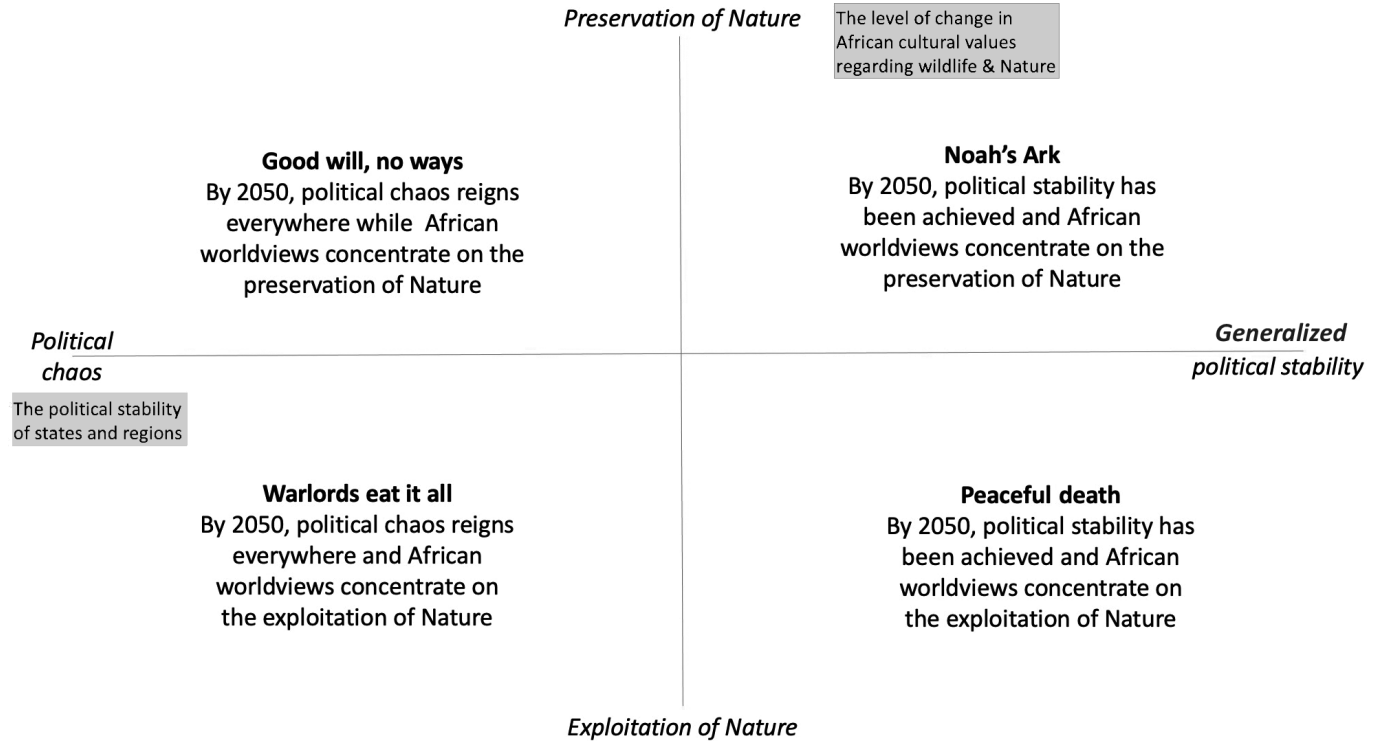 Preservation of Nature
The level of change in
African cultural values
regarding wildlife & Nature
Good will, no ways
By 2050, political chaos reigns
everywhere while African
worldviews concentrate on the
preservation of Nature
Noah’s Ark
By 2050, political stability has
been achieved and African
worldviews concentrate on the
preservation of Nature
Political
chaos
Generalized
political stability
The political stability
of states and regions
Warlords eat it all
By 2050, political chaos reigns
everywhere and African
worldviews concentrate on
the exploitation of Nature
Peaceful death
By 2050, political stability has
been achieved and African
worldviews concentrate on
the exploitation of Nature
Exploitation of Nature